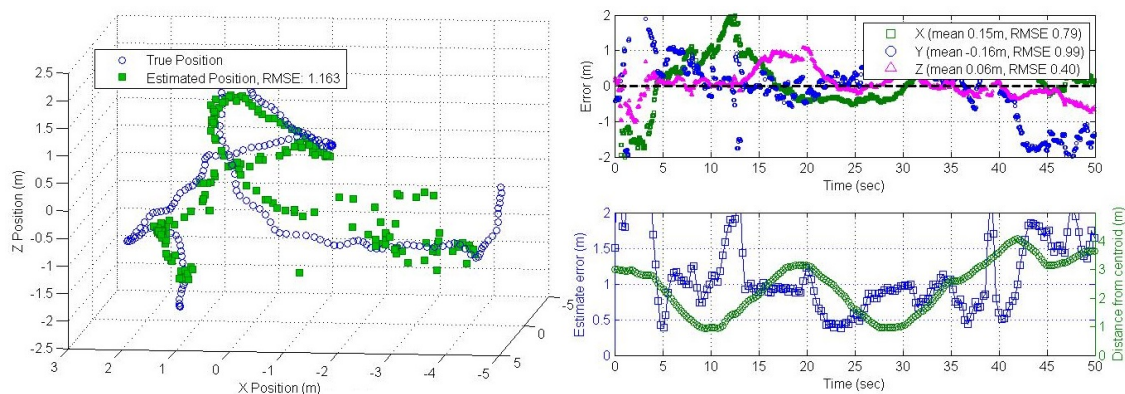 True Position
Estimated Position, RMSE: 1.163
2.5
2
1.5
1
0.5
0
-0.5
-1
-1.5
-2
-2.5
Z Position (m)
3
2
1
0
-1
-2
-3
-4
-5
X Position (m)
5
0
-5
X (mean 0.15m, RMSE 0.79)
Y (mean -0.16m, RMSE 0.99)
Z (mean 0.06m, RMSE 0.40)
Error (m)
2
1
0
-1
-2
0 5 10 15 20 25 30 35 40 45 50
Time (sec)
Estimate error (m)
2
1.5
1
0.5
0
0 5 10 15 20 25 30 35 40 45 50
Time (sec)
4
3
2
1
0
Distance from centroid (m)